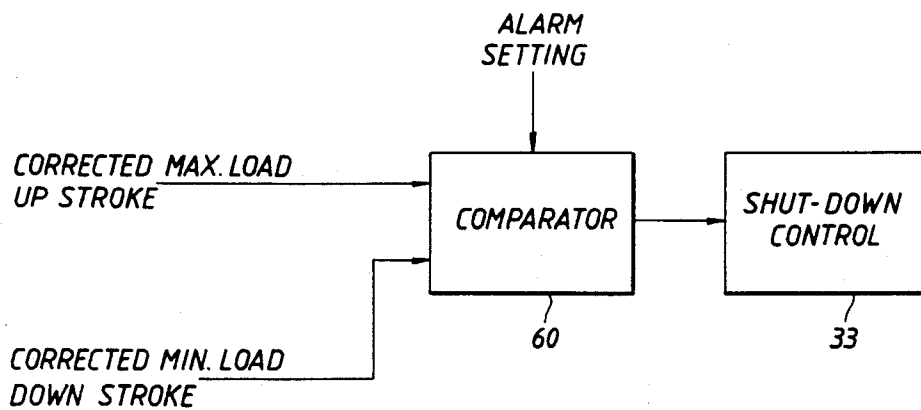 ALARM
SETTING
CORRECTED MAX. LOAD
UP STROKE
COMPARATOR
SHUT-DOWN
CONTROL
60
33
CORRECTED MIN. LOAD
DOWN STROKE